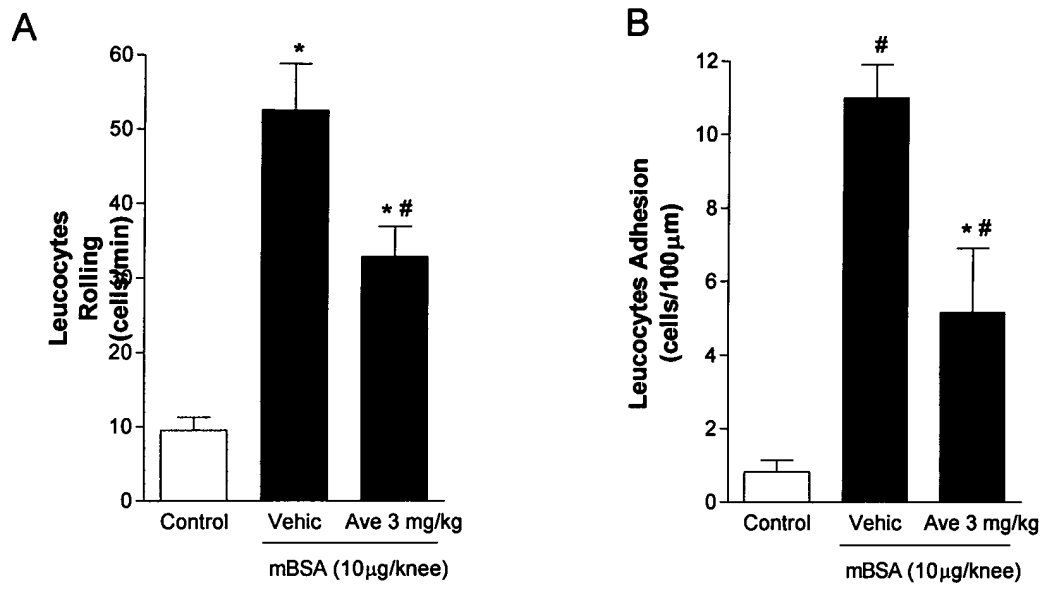 A
Leucocytes
Rolling
(cells/min)
60
50
40
30
20
10
0
*
* #
Control Vehic Ave 3 mg/kg
mBSA (10µg/knee)
B
Leucocytes Adhesion
(cells/100µm)
12
10
8
6
4
2
0
#
* #
Control Vehic Ave 3 mg/kg
mBSA (10µg/knee)